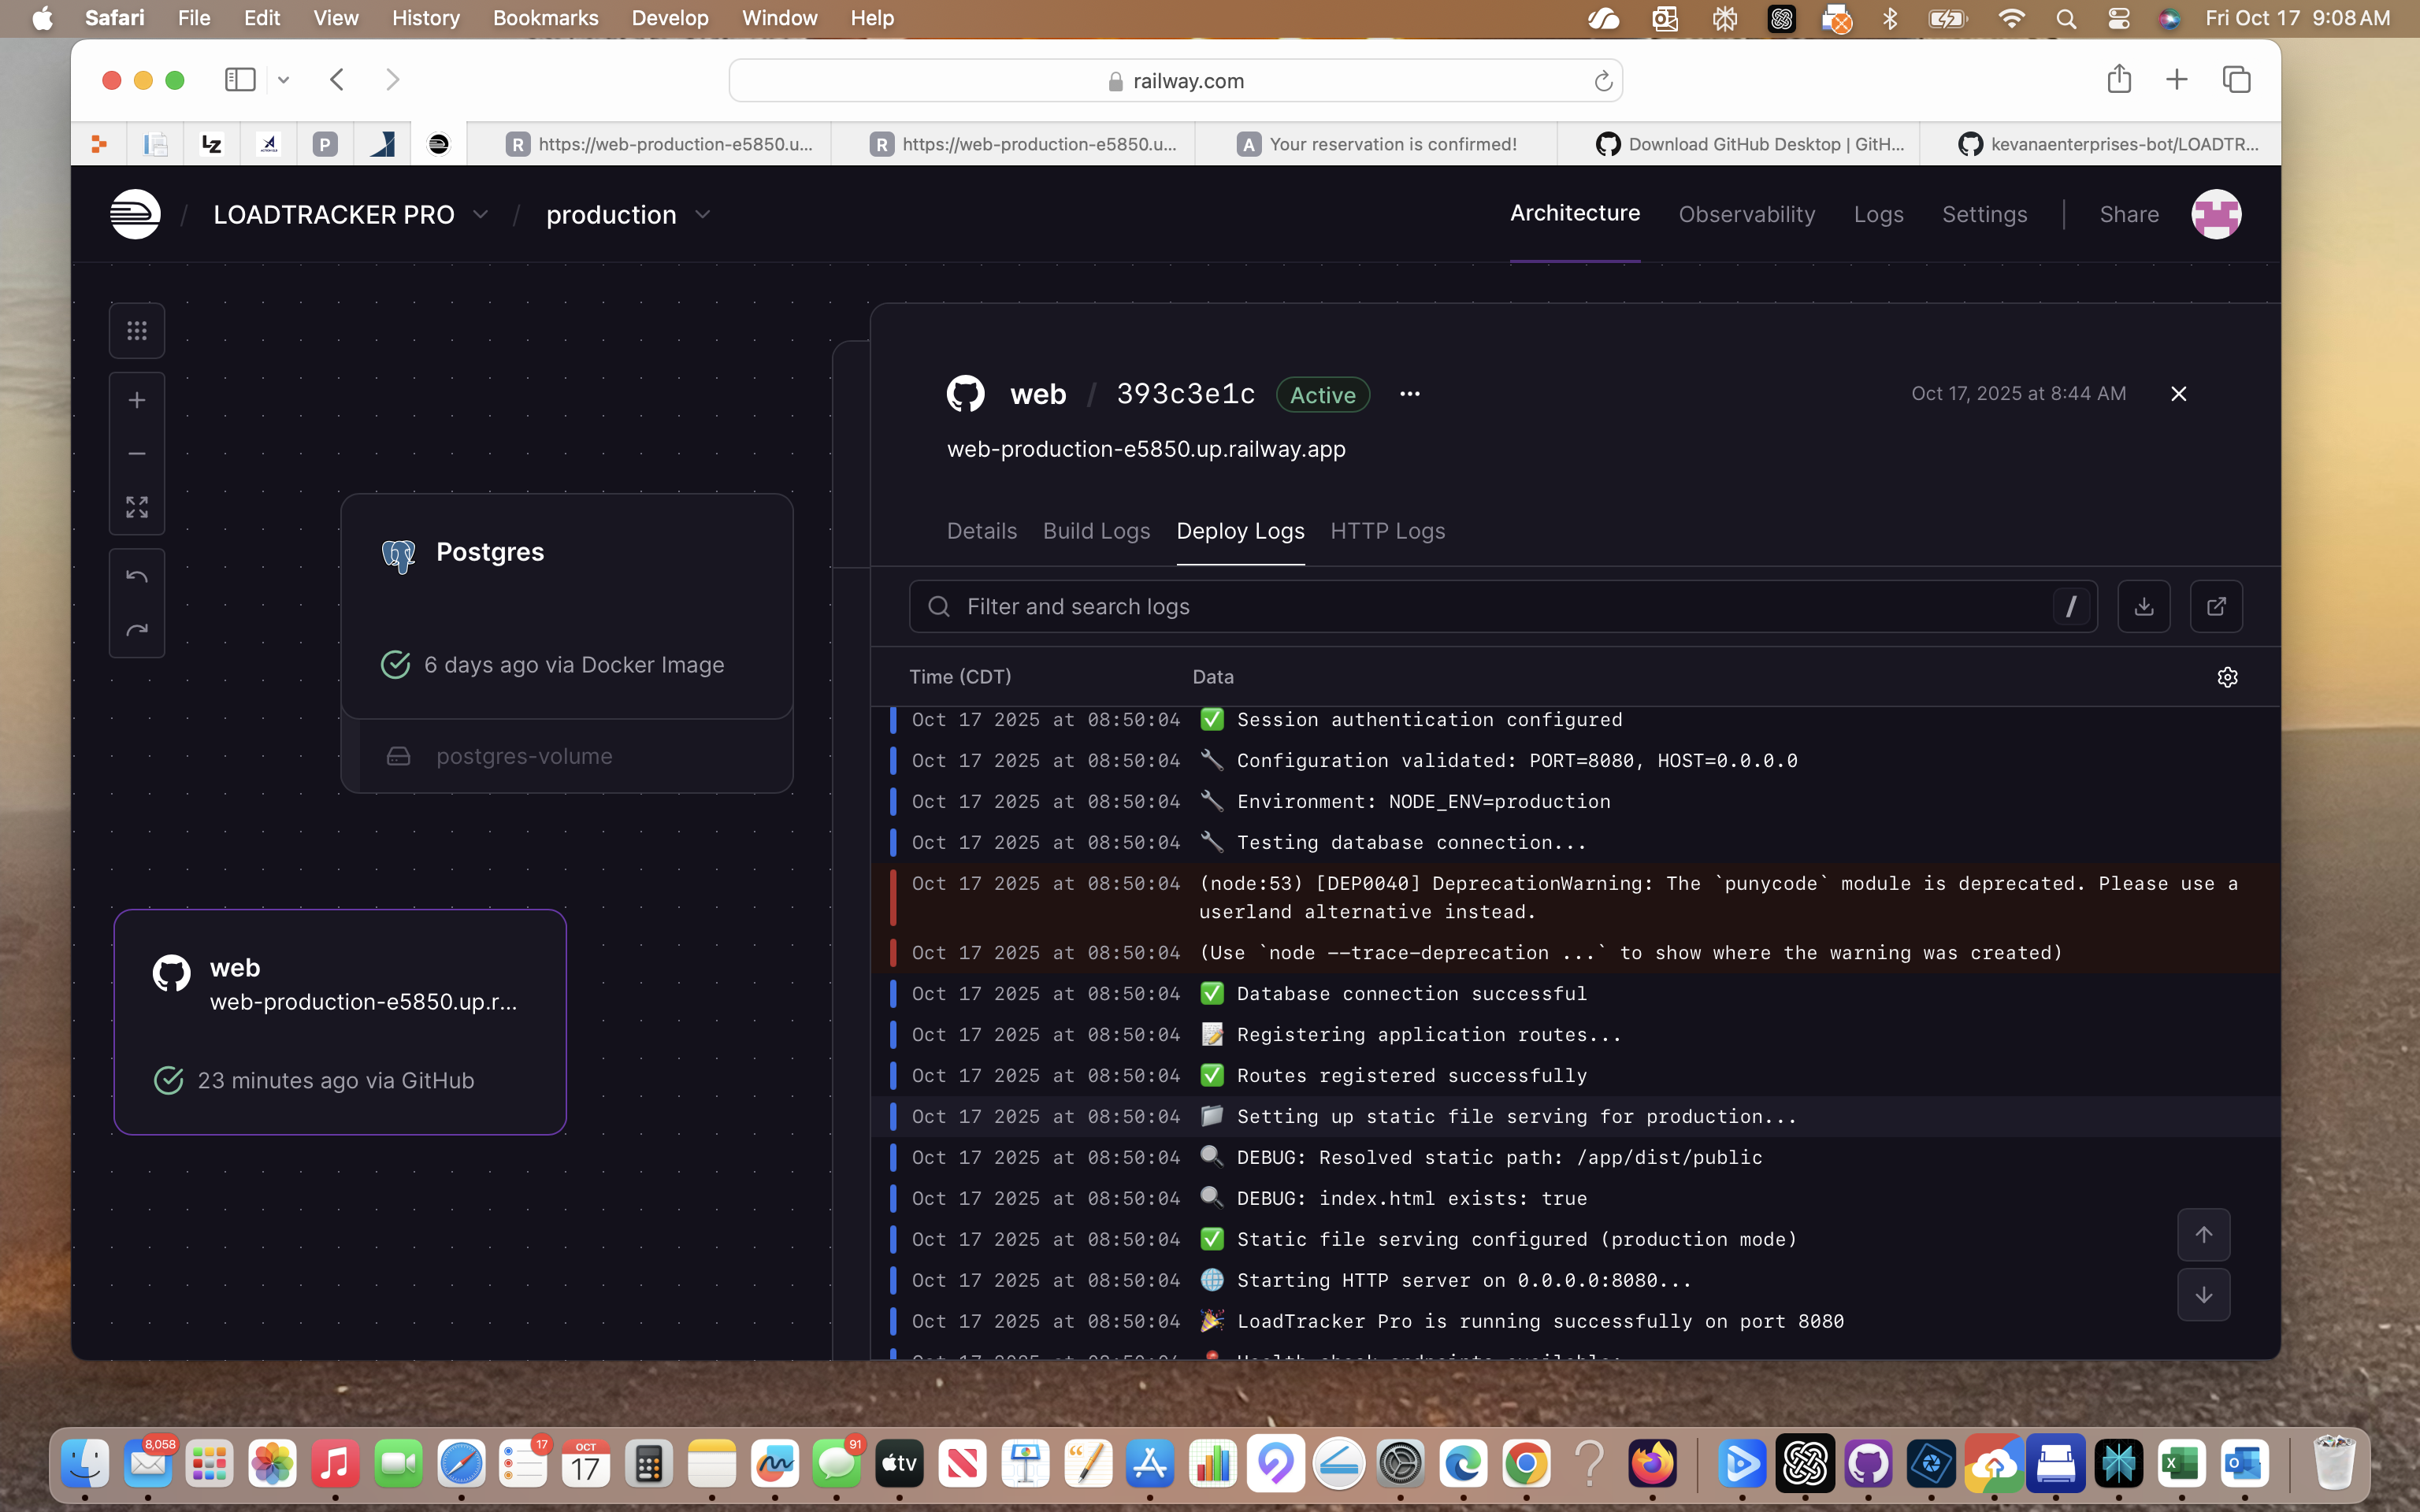 Safari File Edit View History Bookmarks Develop Window Help Fri Oct 17 9:08 AM
railway.com
LZ
P
R https://web-production-e5850.u...
R https://web-production-e5850.u...
A Your reservation is confirmed!
Download GitHub Desktop | GitH...
kevanaenterprises-bot/LOADTR...
/ LOADTRACKER PRO / production
Architecture Observability Logs Settings | Share
web / 393c3e1c Active ··· Oct 17, 2025 at 8:44 AM
web-production-e5850.up.railway.app
Details Build Logs Deploy Logs HTTP Logs
Postgres
6 days ago via Docker Image
postgres-volume
web
web-production-e5850.up.r...
23 minutes ago via GitHub
Filter and search logs /
Time (CDT) Data
Oct 17 2025 at 08:50:04 ✅ Session authentication configured
Oct 17 2025 at 08:50:04 🔧 Configuration validated: PORT=8080, HOST=0.0.0.0
Oct 17 2025 at 08:50:04 🔧 Environment: NODE_ENV=production
Oct 17 2025 at 08:50:04 🔧 Testing database connection...
Oct 17 2025 at 08:50:04 (node:53) [DEP0040] DeprecationWarning: The `punycode` module is deprecated. Please use a
userland alternative instead.
Oct 17 2025 at 08:50:04 (Use `node --trace-deprecation ...` to show where the warning was created)
Oct 17 2025 at 08:50:04 ✅ Database connection successful
Oct 17 2025 at 08:50:04 📝 Registering application routes...
Oct 17 2025 at 08:50:04 ✅ Routes registered successfully
Oct 17 2025 at 08:50:04 📁 Setting up static file serving for production...
Oct 17 2025 at 08:50:04 🔍 DEBUG: Resolved static path: /app/dist/public
Oct 17 2025 at 08:50:04 🔍 DEBUG: index.html exists: true
Oct 17 2025 at 08:50:04 ✅ Static file serving configured (production mode)
Oct 17 2025 at 08:50:04 🌐 Starting HTTP server on 0.0.0.0:8080...
Oct 17 2025 at 08:50:04 🎉 LoadTracker Pro is running successfully on port 8080
8,058
17
OCT
17
91
tv